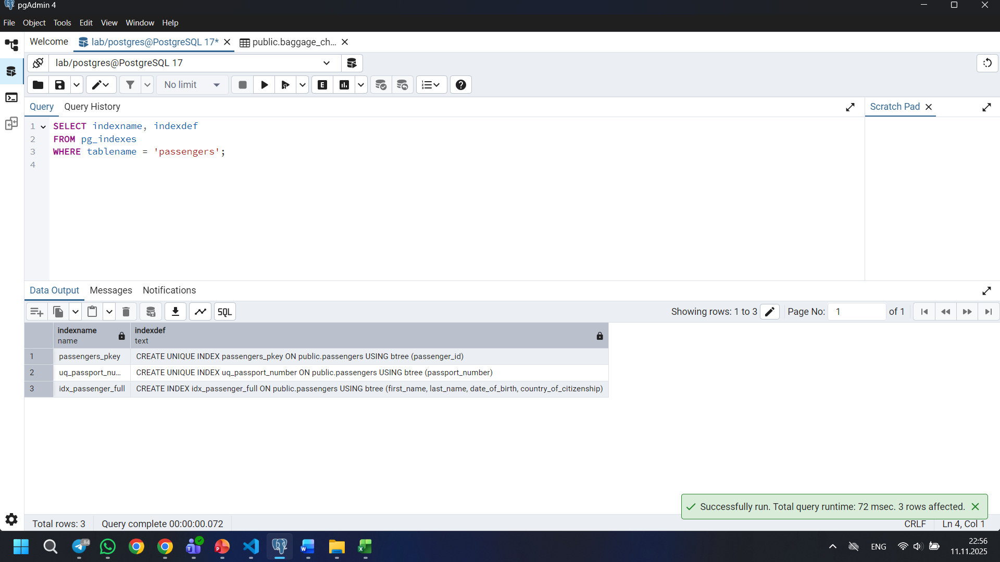 pgAdmin 4
File Object Tools Edit View Window Help
Welcome lab/postgres@PostgreSQL 17* public.baggage_ch...
lab/postgres@PostgreSQL 17
No limit
Query Query History Scratch Pad
1 SELECT indexname, indexdef
2 FROM pg_indexes
3 WHERE tablename = 'passengers';
4
Data Output Messages Notifications
SQL Showing rows: 1 to 3 Page No: 1 of 1
indexname indexdef
name text
1 passengers_pkey CREATE UNIQUE INDEX passengers_pkey ON public.passengers USING btree (passenger_id)
2 uq_passport_nu... CREATE UNIQUE INDEX uq_passport_number ON public.passengers USING btree (passport_number)
3 idx_passenger_full CREATE INDEX idx_passenger_full ON public.passengers USING btree (first_name, last_name, date_of_birth, country_of_citizenship)
Successfully run. Total query runtime: 72 msec. 3 rows affected.
Total rows: 3 Query complete 00:00:00.072 CRLF Ln 4, Col 1
..84
ENG
22:56
11.11.2025